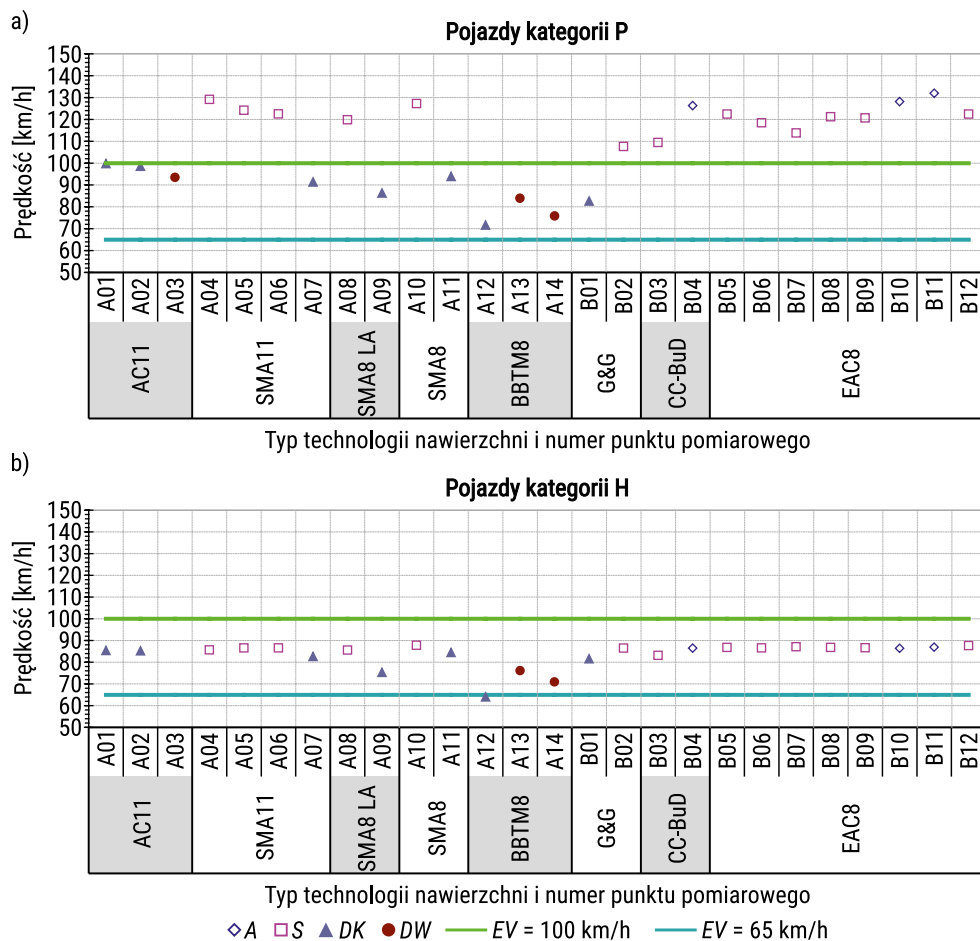 a)
Pojazdy kategorii P
Prędkość [km/h]
150
140
130
120
110
100
90
80
70
65
60
50
A01 A02 A03 A04 A05 A06 A07 A08 A09 A10 A11 A12 A13 A14 B01 B02 B03 B04 B05 B06 B07 B08 B09 B10 B11 B12
AC11 SMA11 SMA8 LA SMA8 BBTM8 G&G CC-BuD EAC8
Typ technologii nawierzchni i numer punktu pomiarowego
b)
Pojazdy kategorii H
Prędkość [km/h]
150
140
130
120
110
100
90
80
70
65
60
50
A01 A02 A03 A04 A05 A06 A07 A08 A09 A10 A11 A12 A13 A14 B01 B02 B03 B04 B05 B06 B07 B08 B09 B10 B11 B12
AC11 SMA11 SMA8 LA SMA8 BBTM8 G&G CC-BuD EAC8
Typ technologii nawierzchni i numer punktu pomiarowego
A S DK DW EV = 100 km/h EV = 65 km/h